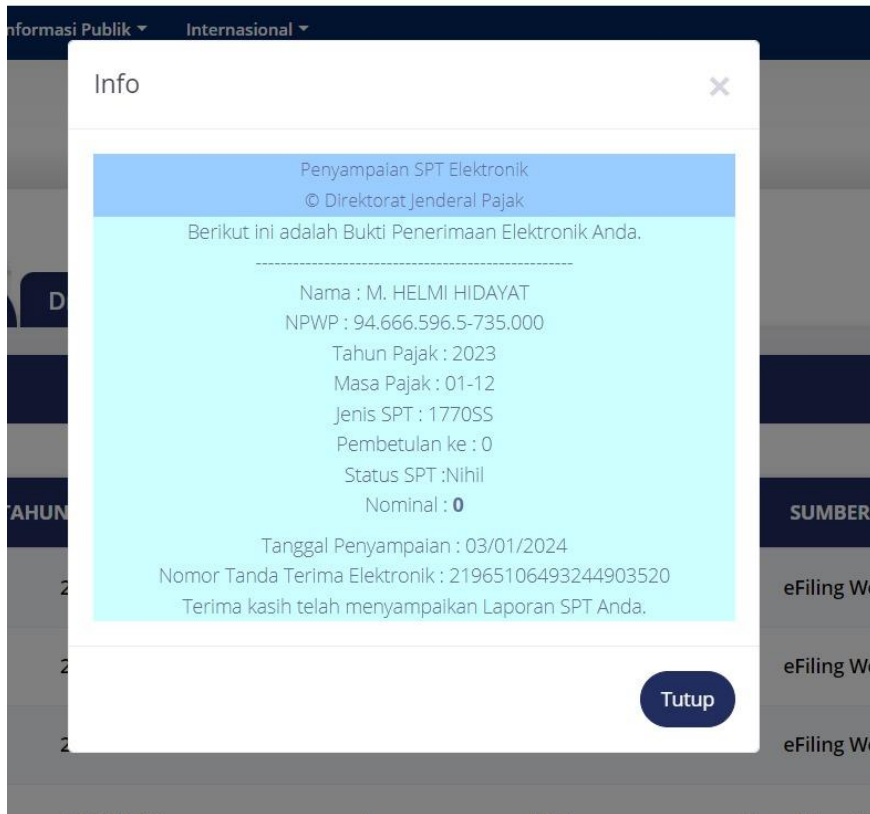 nformasi Publik
Internasional
Info
×
Penyampaian SPT Elektronik
© Direktorat Jenderal Pajak
Berikut ini adalah Bukti Penerimaan Elektronik Anda.
---------------------------------------------------
Nama : M. HELMI HIDAYAT
NPWP : 94.666.596.5-735.000
Tahun Pajak : 2023
Masa Pajak : 01-12
Jenis SPT : 1770SS
Pembetulan ke : 0
Status SPT :Nihil
Nominal : 0
Tanggal Penyampaian : 03/01/2024
Nomor Tanda Terima Elektronik : 21965106493244903520
Terima kasih telah menyampaikan Laporan SPT Anda.
Tutup
D
TAHUN
SUMBER
2
eFiling We
2
eFiling We
2
eFiling We